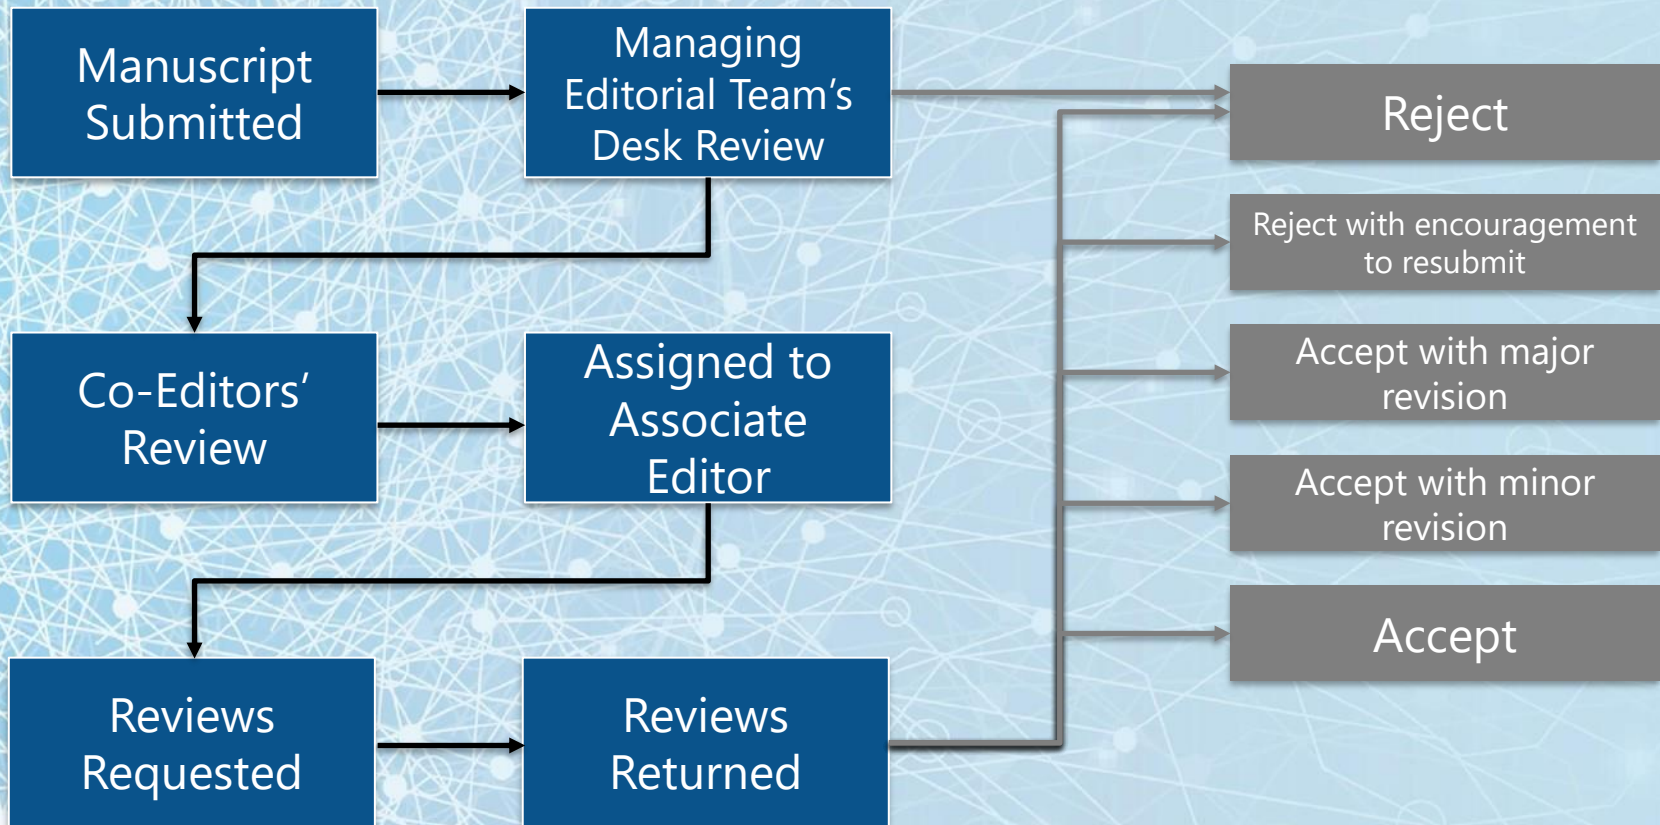 Manuscript
Submitted
Managing
Editorial Team’s
Desk Review
Co-Editors’
Review
Assigned to
Associate
Editor
Reviews
Requested
Reviews
Returned
Reject
Reject with encouragement
to resubmit
Accept with major
revision
Accept with minor
revision
Accept